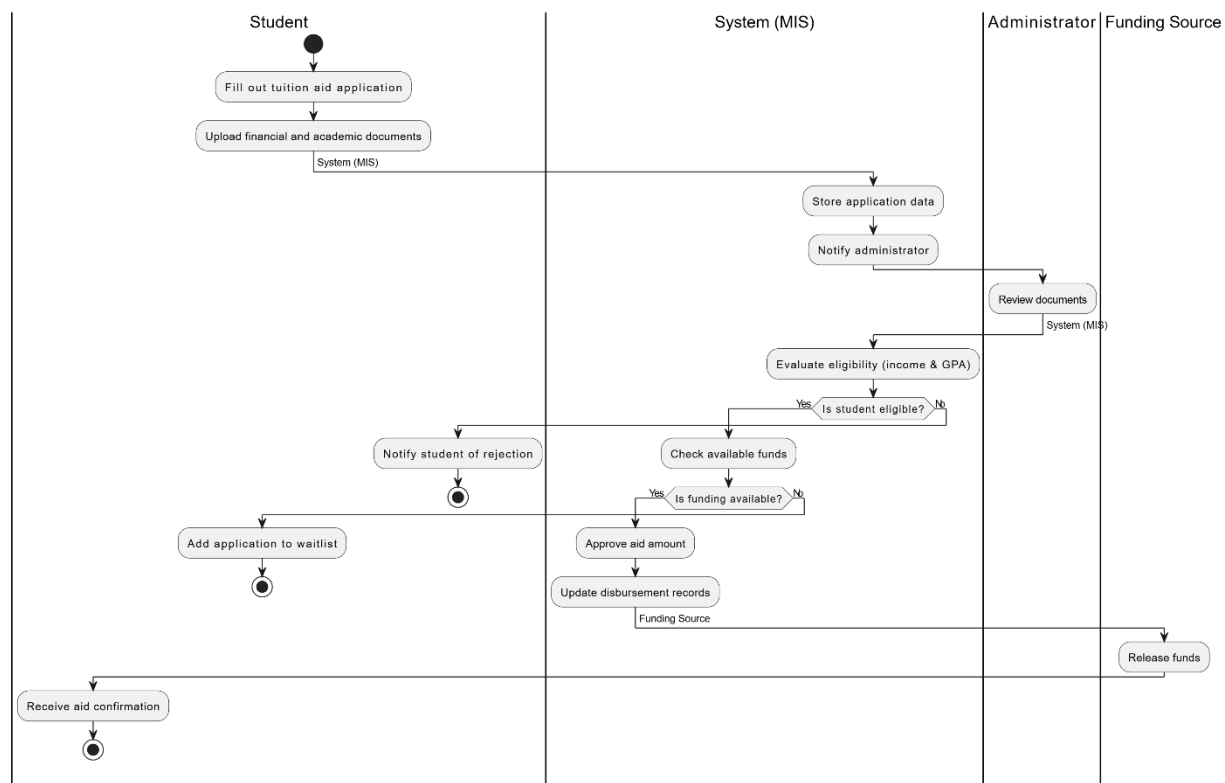 Student
System (MIS)
Administrator
Funding Source
Fill out tuition aid application
Upload financial and academic documents
System (MIS)
Store application data
Notify administrator
Review documents
System (MIS)
Evaluate eligibility (income & GPA)
Yes
Is student eligible?
No
Notify student of rejection
Check available funds
Yes
Is funding available?
No
Add application to waitlist
Approve aid amount
Update disbursement records
Funding Source
Release funds
Receive aid confirmation